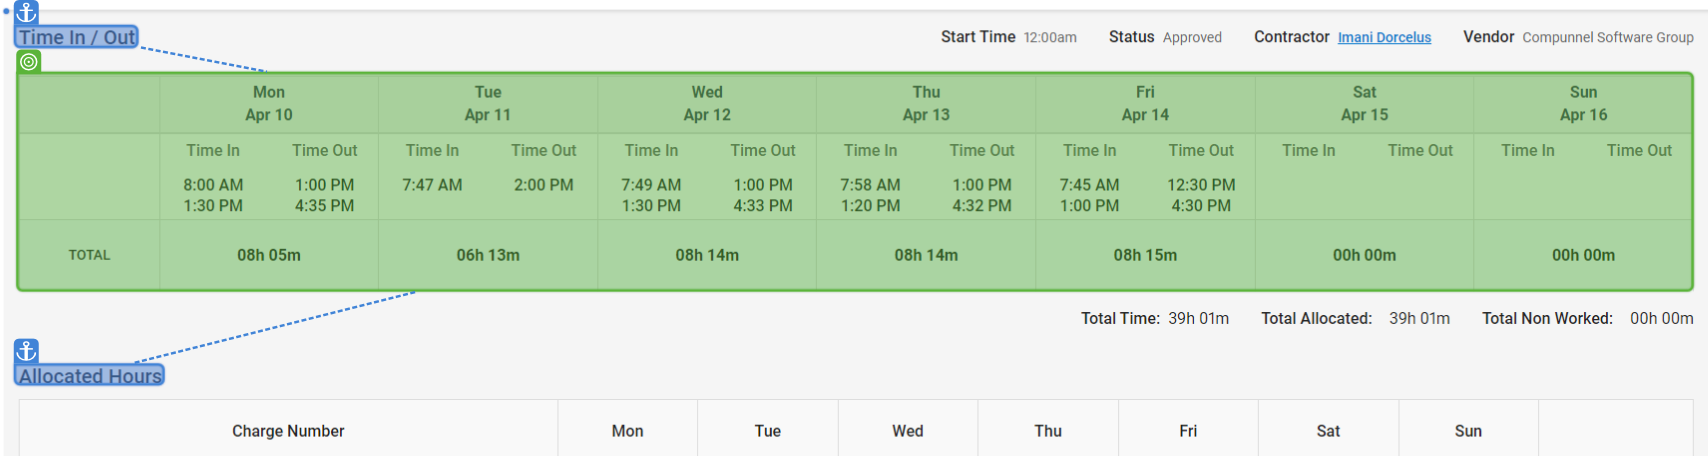 Time In / Out
Start Time 12:00am Status Approved Contractor Imani Dorcelus Vendor Compunnel Software Group
Mon Tue Wed Thu Fri Sat Sun
Apr 10 Apr 11 Apr 12 Apr 13 Apr 14 Apr 15 Apr 16
Time In Time Out Time In Time Out Time In Time Out Time In Time Out Time In Time Out Time In Time Out Time In Time Out
8:00 AM 1:00 PM 7:47 AM 2:00 PM 7:49 AM 1:00 PM 7:58 AM 1:00 PM 7:45 AM 12:30 PM
1:30 PM 4:35 PM 1:30 PM 4:33 PM 1:20 PM 4:32 PM 1:00 PM 4:30 PM
TOTAL 08h 05m 06h 13m 08h 14m 08h 14m 08h 15m 00h 00m 00h 00m
Total Time: 39h 01m Total Allocated: 39h 01m Total Non Worked: 00h 00m
Allocated Hours
Charge Number Mon Tue Wed Thu Fri Sat Sun